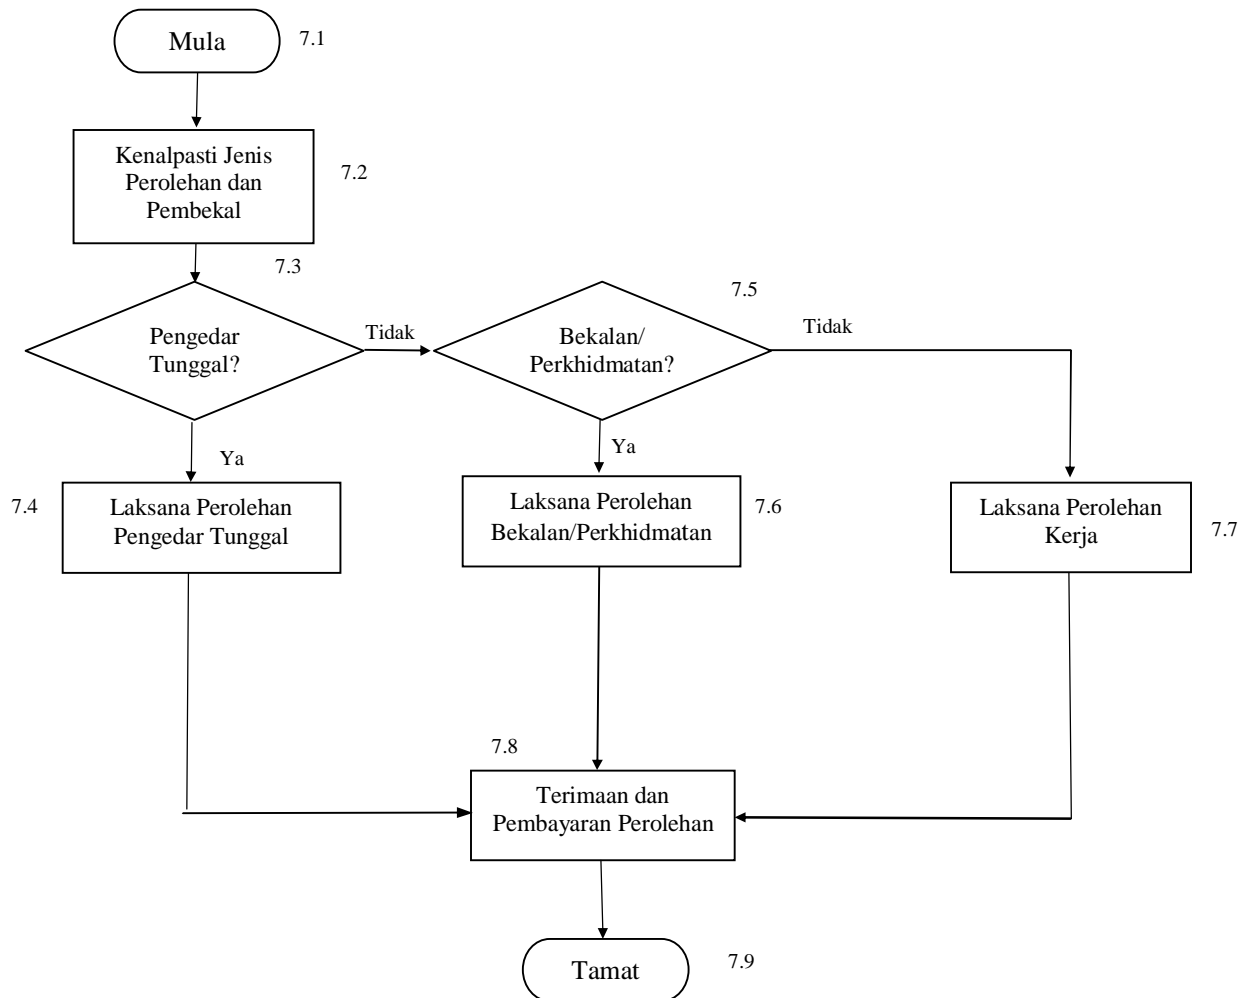 Mula
7.1
Kenalpasti Jenis
Perolehan dan
Pembekal
7.2
7.3
Pengedar
Tunggal?
Tidak
7.5
Bekalan/
Perkhidmatan?
Tidak
Ya
Ya
7.4
Laksana Perolehan
Pengedar Tunggal
Laksana Perolehan
Bekalan/Perkhidmatan
7.6
Laksana Perolehan
Kerja
7.7
7.8
Terimaan dan
Pembayaran Perolehan
Tamat
7.9